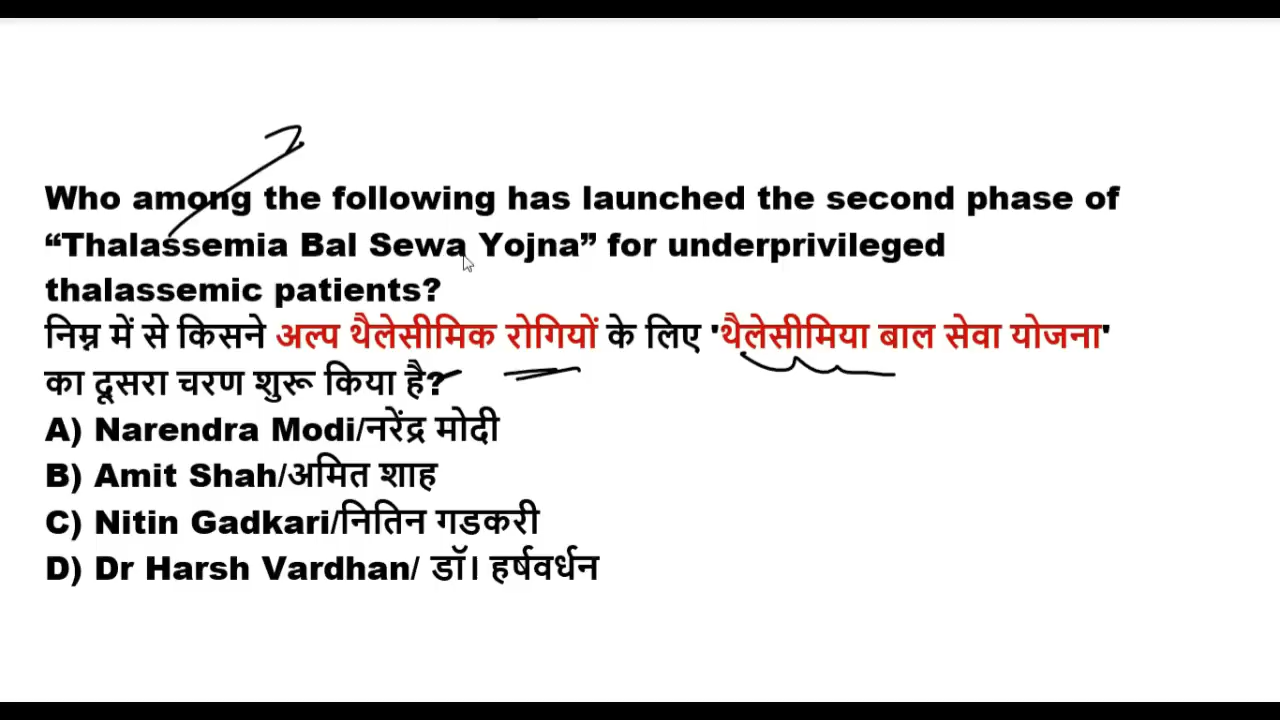 Who among the following has launched the second phase of
“Thalassemia Bal Sewa Yojna” for underprivileged
thalassemic patients?
निम्न में से किसने अल्प थैलेसीमिक रोगियों के लिए 'थैलेसीमिया बाल सेवा योजना'
का दूसरा चरण शुरू किया है?
A) Narendra Modi/नरेंद्र मोदी
B) Amit Shah/अमित शाह
C) Nitin Gadkari/नितिन गडकरी
D) Dr Harsh Vardhan/ डॉ। हर्षवर्धन